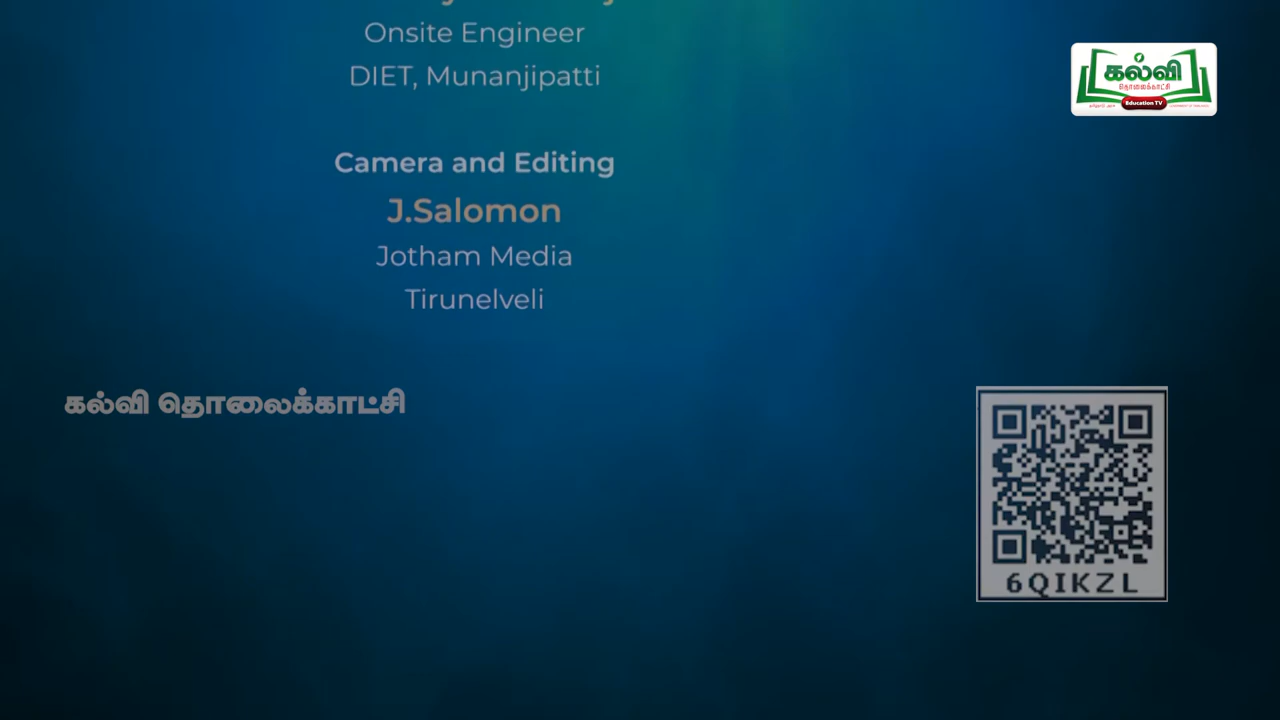 Onsite Engineer
DIET, Munanjipatti
கல்வி
தொலைக்காட்சி
Education TV
Camera and Editing
J.Salomon
Jotham Media
Tirunelveli
கல்வி தொலைக்காட்சி
6QIKZL